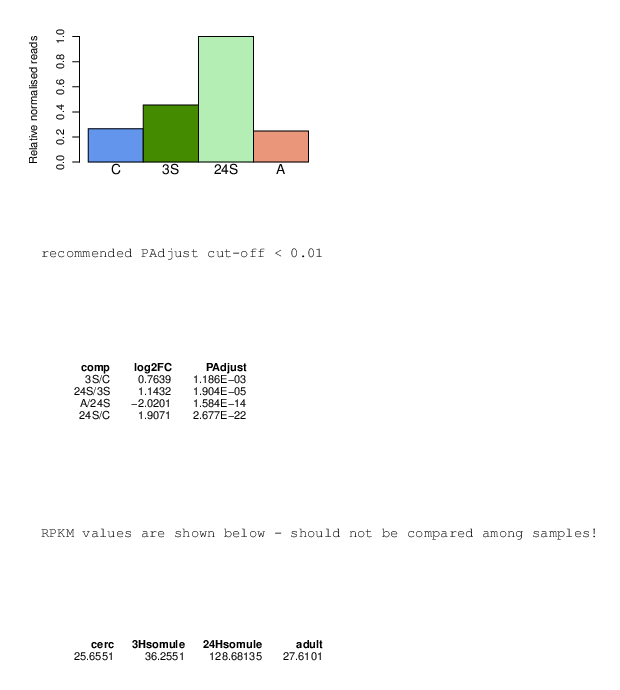 Relative normalised reads
1.0
0.8
0.6
0.4
0.2
0.0
C 3S 24S A
recommended PAdjust cut-off < 0.01
comp log2FC PAdjust
3S/C 0.7639 1.186E−03
24S/3S 1.1432 1.904E−05
A/24S −2.0201 1.584E−14
24S/C 1.9071 2.677E−22
RPKM values are shown below - should not be compared among samples!
cerc 3Hsomule 24Hsomule adult
25.6551 36.2551 128.68135 27.6101